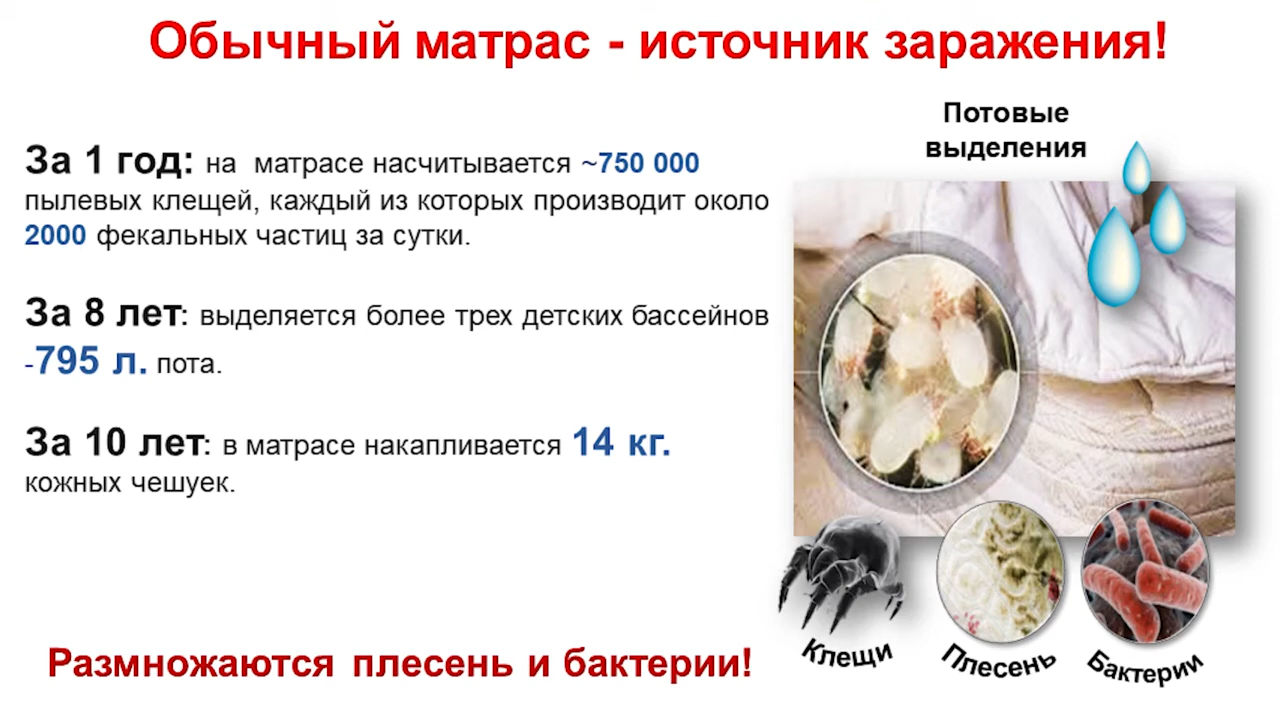 Обычный матрас - источник заражения!
Потовые
выделения
За 1 год: на матрасе насчитывается ~750 000
пылевых клещей, каждый из которых производит около
2000 фекальных частиц за сутки.
За 8 лет: выделяется более трех детских бассейнов
-795 л. пота.
За 10 лет: в матрасе накапливается 14 кг.
кожных чешуек.
Клещи
Плесень
Бактерии
Размножаются плесень и бактерии!